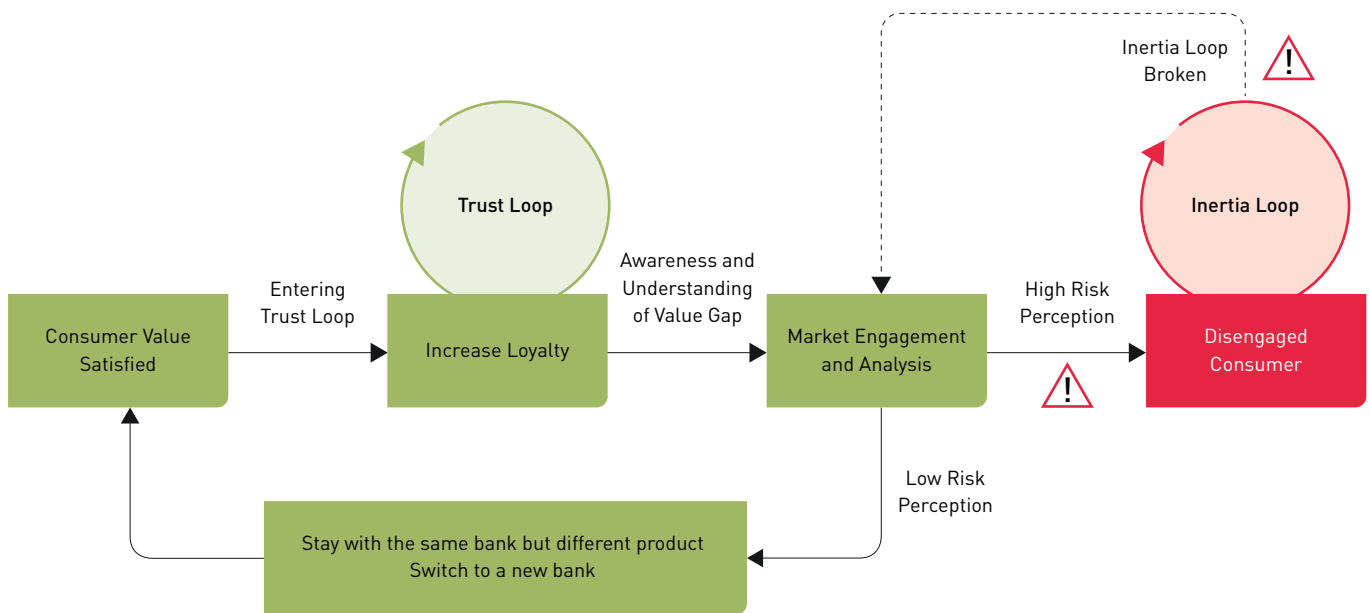 Inertia Loop
Broken
!
Trust Loop
Inertia Loop
Entering
Trust Loop
Awareness and
Understanding
of Value Gap
High Risk
Perception
Consumer Value
Satisfied
Increase Loyalty
Market Engagement
and Analysis
!
Disengaged
Consumer
Low Risk
Perception
Stay with the same bank but different product
Switch to a new bank